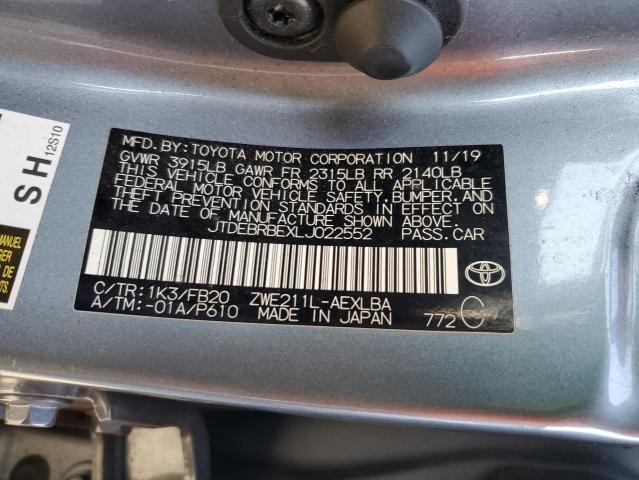 MFD. BY: TOYOTA MOTOR CORPORATION 11/19
GVWR 3915LB GAWR FR 2315LB RR 2140LB
THIS VEHICLE CONFORMS TO ALL APPLICABLE
FEDERAL MOTOR VEHICLE SAFETY, BUMPER, AND
THEFT PREVENTION STANDARDS IN EFFECT ON
THE DATE OF MANUFACTURE SHOWN ABOVE.
JTDEBRBEXLJ022552 PASS. CAR
C/TR: 1K3/FB20 ZWE211L-AEXLBA
A/TM: -01A/P610 MADE IN JAPAN 772 C
TOYOTA
SH
12S10
MANUEL